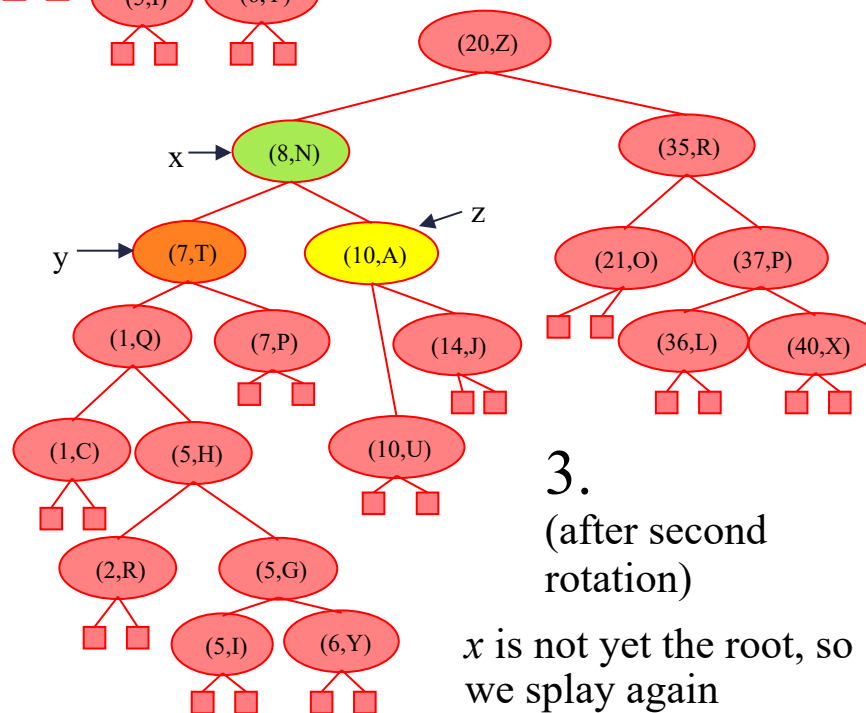 (5,I)
(20,Z)
x
(8,N)
(35,R)
z
y
(7,T)
(10,A)
(21,O)
(37,P)
(1,Q)
(7,P)
(14,J)
(36,L)
(40,X)
(1,C)
(5,H)
(10,U)
3.
(after second
rotation)
(2,R)
(5,G)
(5,I)
(6,Y)
x is not yet the root, so
we splay again